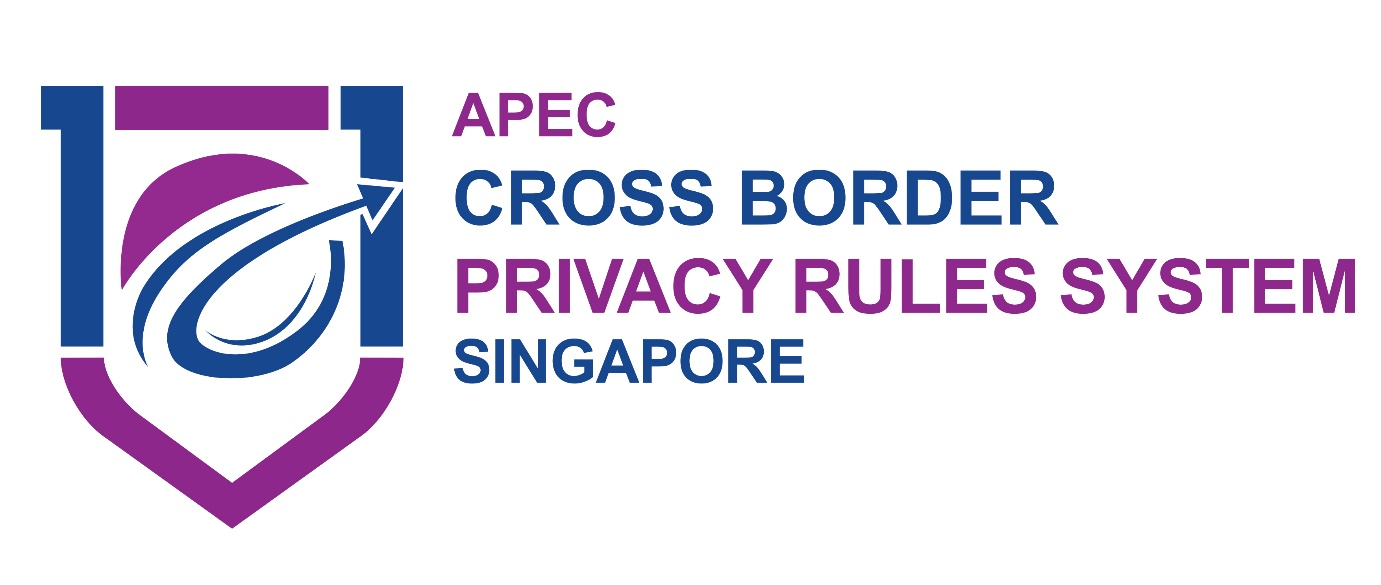 APEC
CROSS BORDER
PRIVACY RULES SYSTEM
SINGAPORE